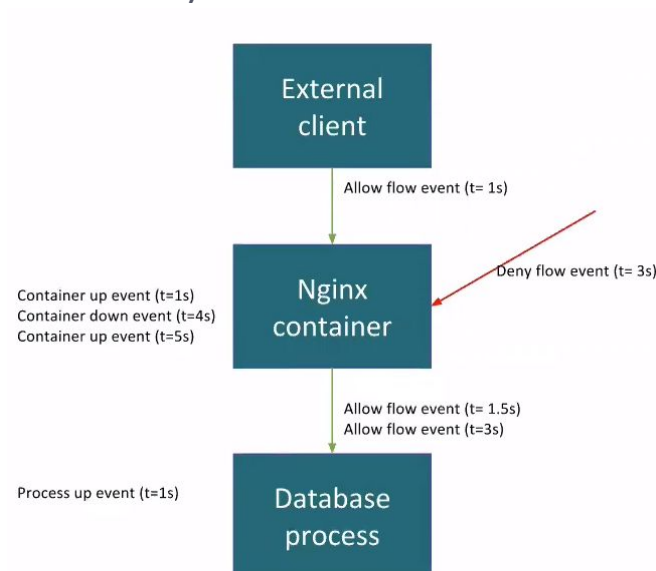 External
client
Allow flow event (t= 1s)
Deny flow event (t= 3s)
Nginx
container
Container up event (t=1s)
Container down event (t=4s)
Container up event (t=5s)
Allow flow event (t= 1.5s)
Allow flow event (t=3s)
Process up event (t=1s)
Database
process